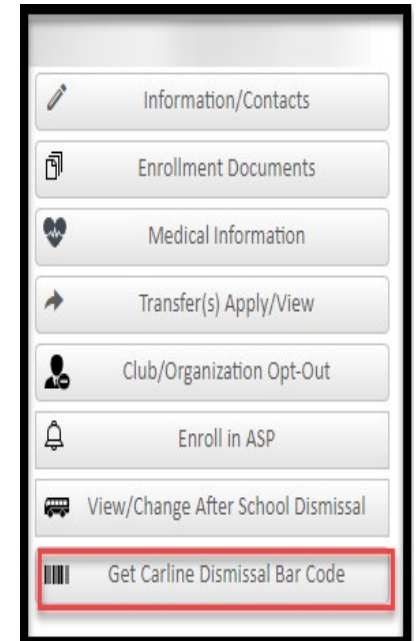 Information/Contacts
Enrollment Documents
Medical Information
Transfer(s) Apply/View
Club/Organization Opt-Out
Enroll in ASP
View/Change After School Dismissal
Get Carline Dismissal Bar Code